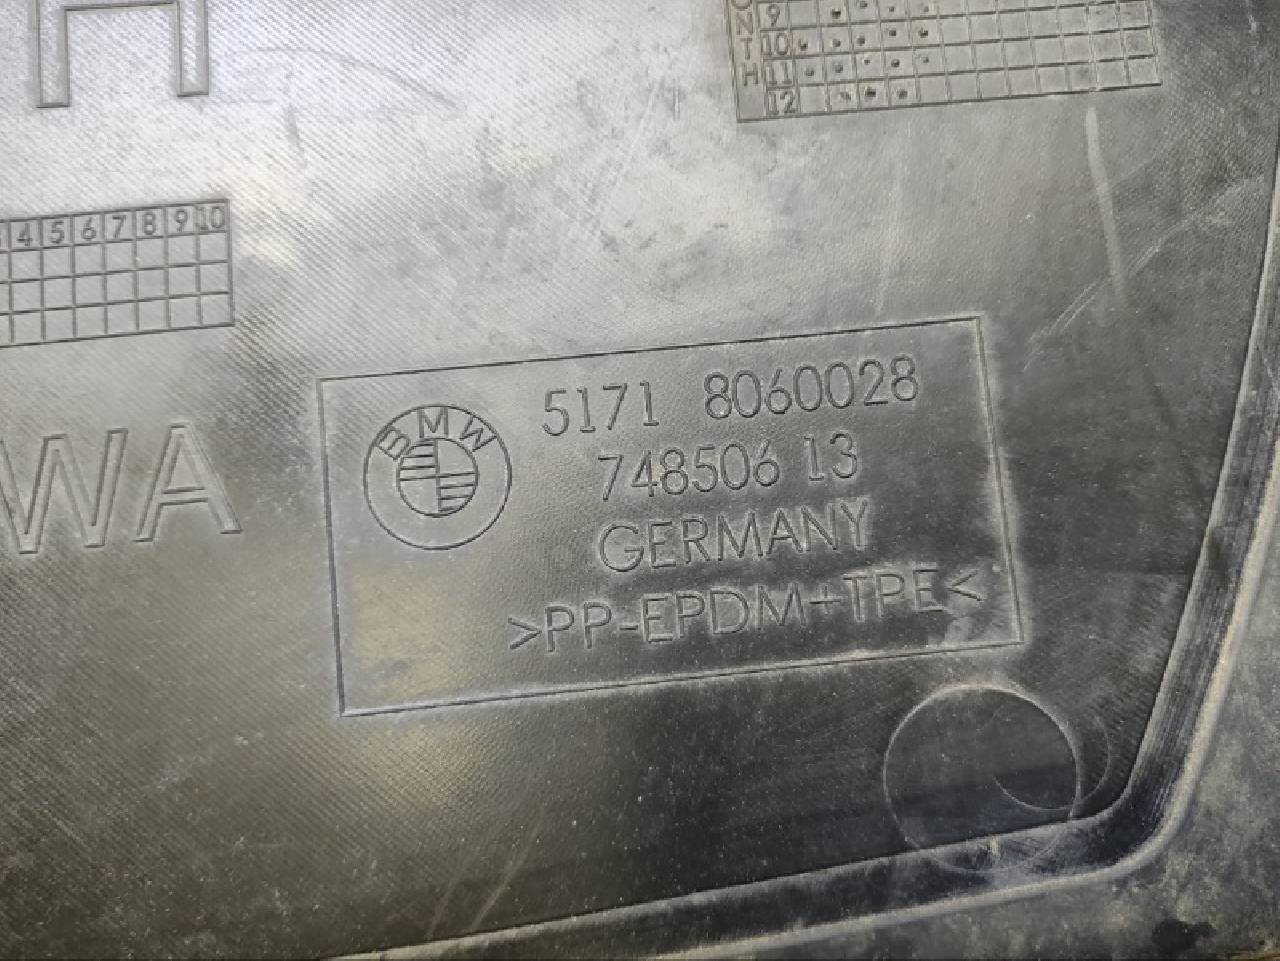 H
ONTH
9
10
11
12
4 5 6 7 8 9 10
WA
BMW
5171 8060028
748506 13
GERMANY
>PP-EPDM+TPE<